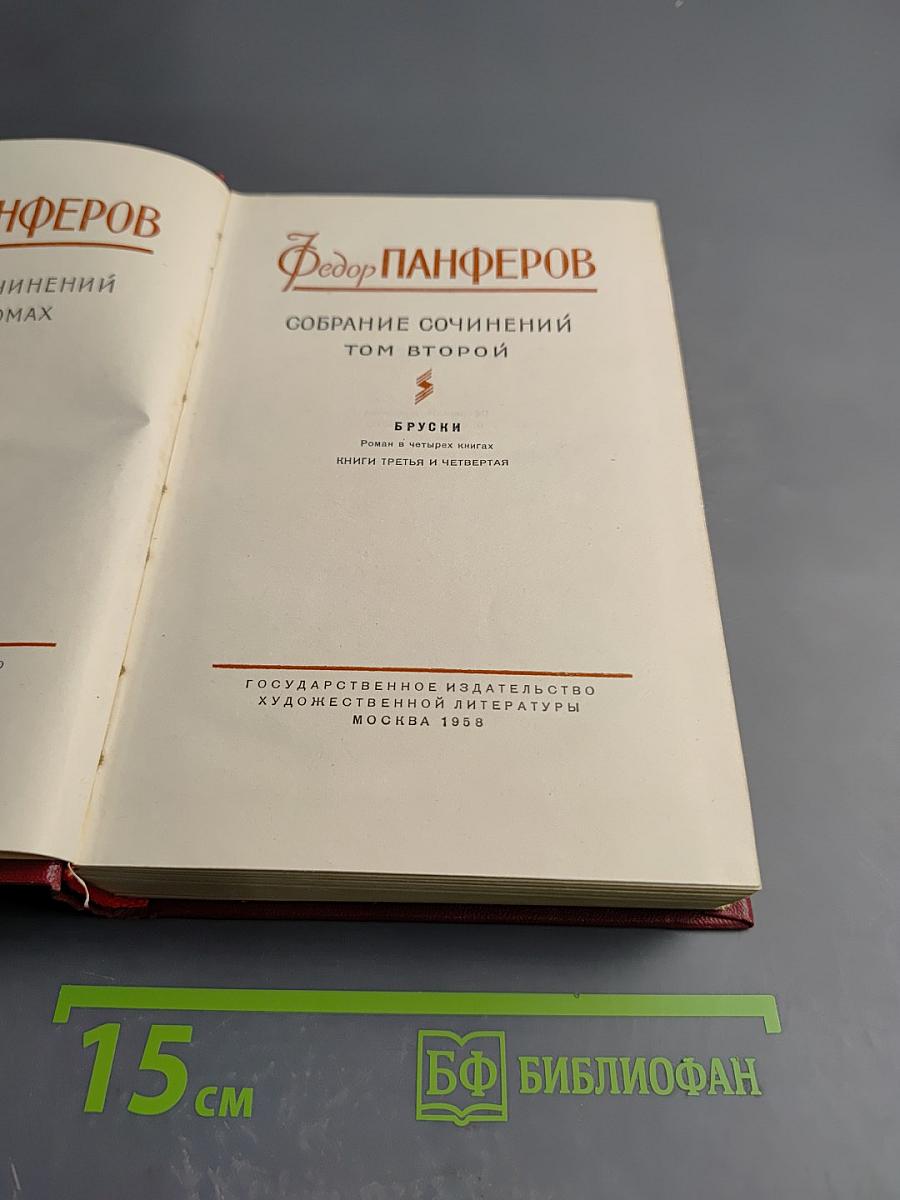 НФЕРОВ
ЧИНЕНИЙ
ОМАХ
Федор ПАНФЕРОВ
СОБРАНИЕ СОЧИНЕНИЙ
ТОМ ВТОРОЙ
БРУСКИ
Роман в четырех книгах
КНИГИ ТРЕТЬЯ И ЧЕТВЕРТАЯ
ГОСУДАРСТВЕННОЕ ИЗДАТЕЛЬСТВО
ХУДОЖЕСТВЕННОЙ ЛИТЕРАТУРЫ
МОСКВА 1958
15 см
БФ БИБЛИОФАН